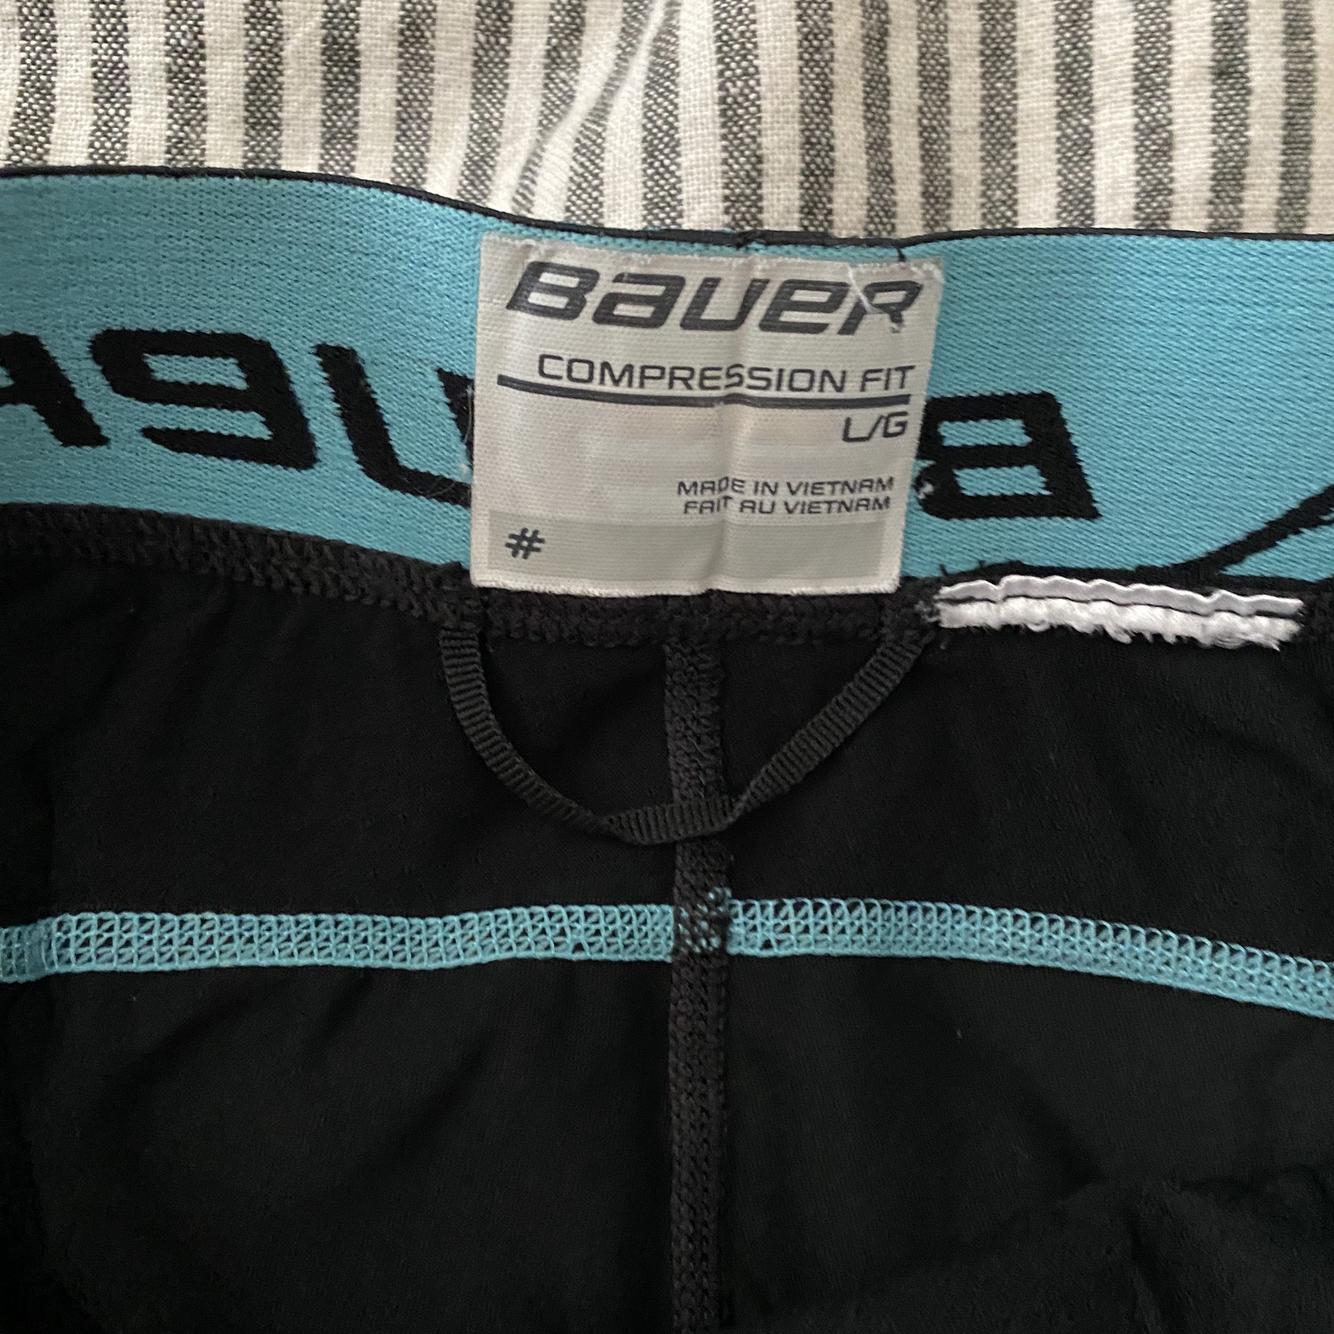 BAUER
COMPRESSION FIT
L/G
MADE IN VIETNAM
FAIT AU VIETNAM
#